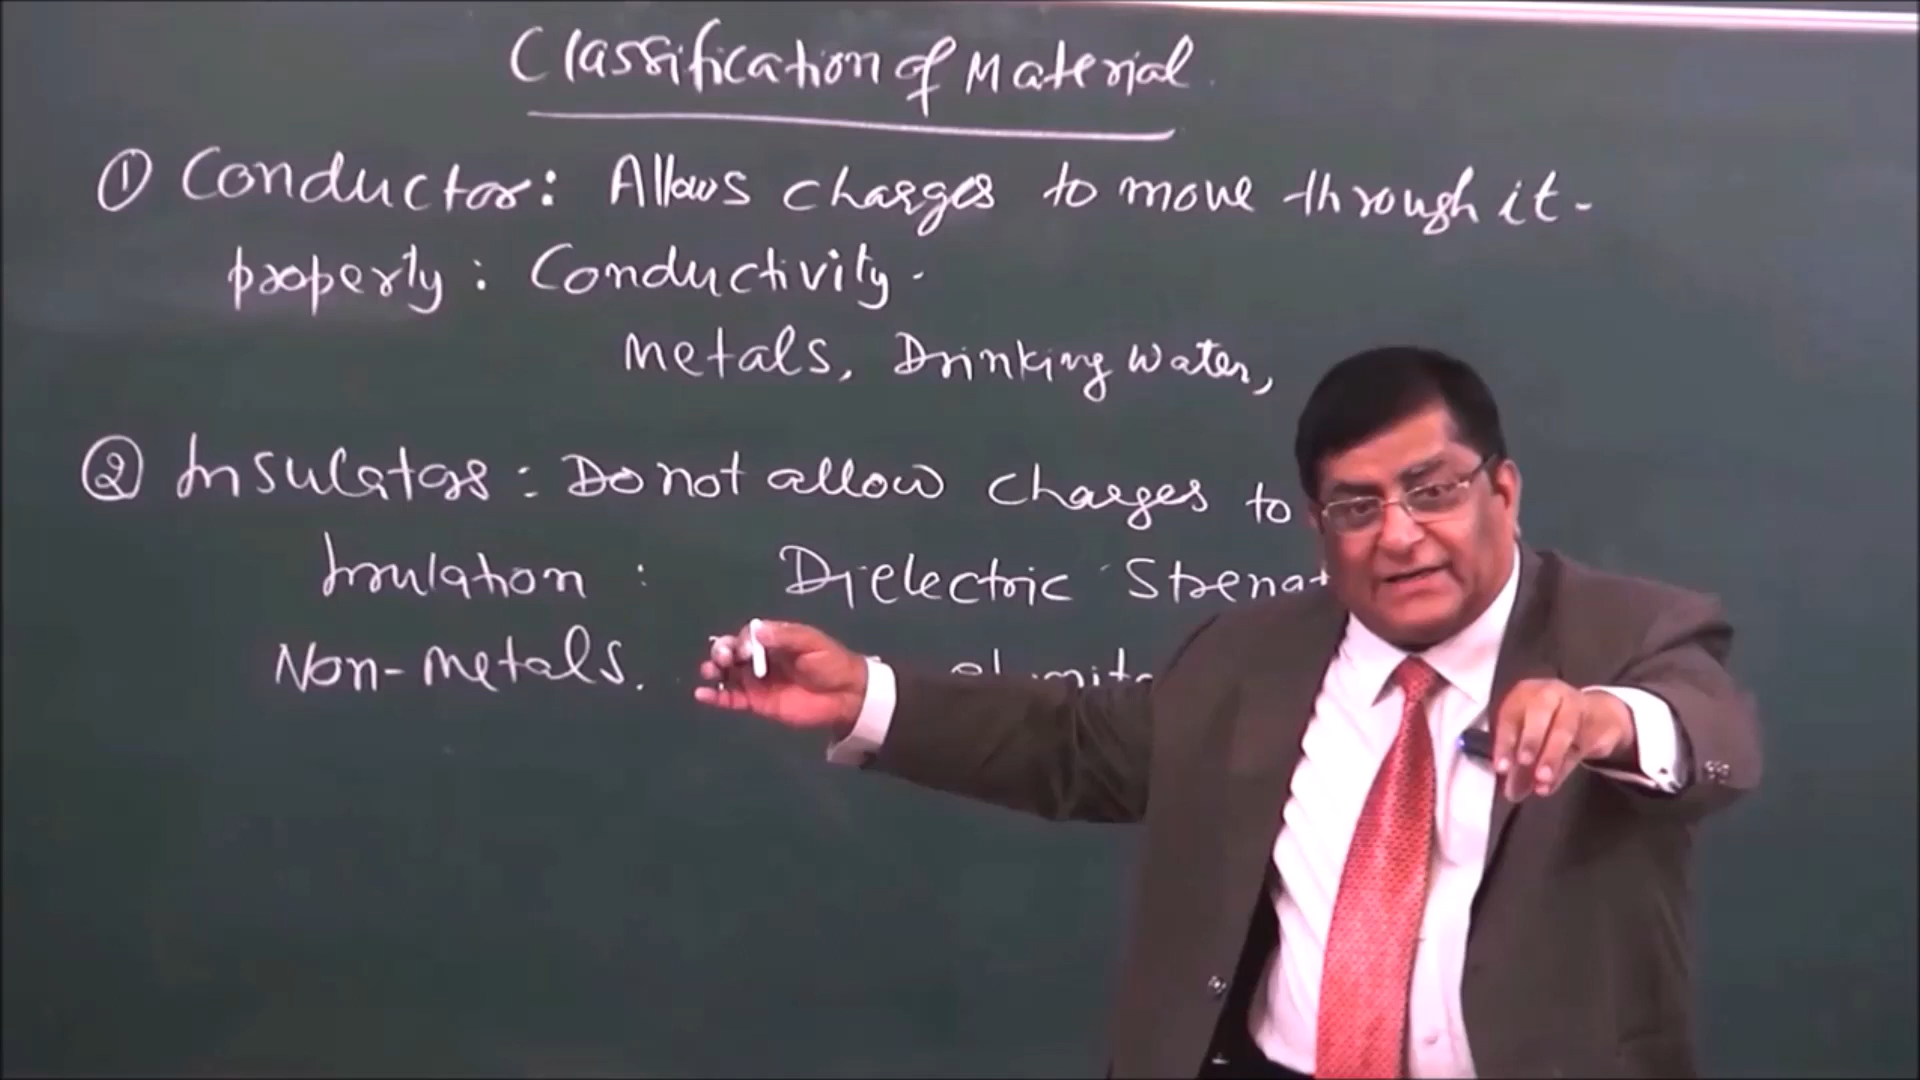 Classification of Material
① Conductor: Allows charges to move through it-
property: Conductivity.
Metals, Drinking water,
② Insulators: Do not allow charges to
Insulation: Dielectric
Non-metals.